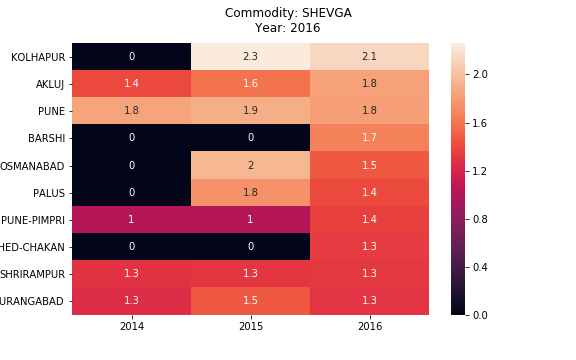 Commodity: SHEVGA
Year: 2016
KOLHAPUR 0 2.3 2.1
AKLUJ 1.4 1.6 1.8
PUNE 1.8 1.9 1.8
BARSHI 0 0 1.7
OSMANABAD 0 2 1.5
PALUS 0 1.8 1.4
PUNE-PIMPRI 1 1 1.4
HED-CHAKAN 0 0 1.3
SHRIRAMPUR 1.3 1.3 1.3
URANGABAD 1.3 1.5 1.3
2014 2015 2016
2.0
1.6
1.2
0.8
0.4
0.0